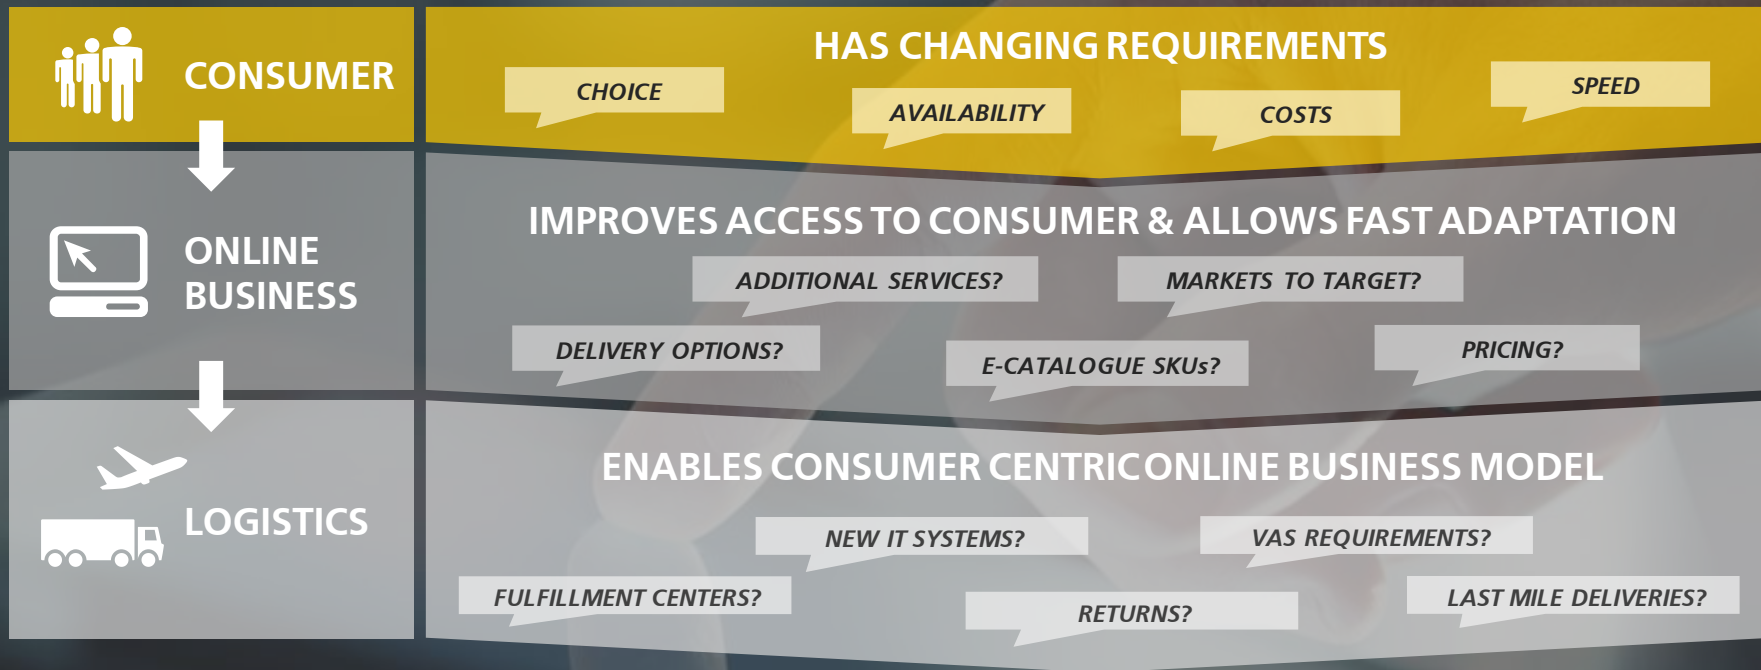 CONSUMER
HAS CHANGING REQUIREMENTS
CHOICE
AVAILABILITY
COSTS
SPEED
ONLINE
BUSINESS
IMPROVES ACCESS TO CONSUMER & ALLOWS FAST ADAPTATION
ADDITIONAL SERVICES?
MARKETS TO TARGET?
DELIVERY OPTIONS?
E-CATALOGUE SKUs?
PRICING?
LOGISTICS
ENABLES CONSUMER CENTRIC ONLINE BUSINESS MODEL
NEW IT SYSTEMS?
VAS REQUIREMENTS?
FULFILLMENT CENTERS?
RETURNS?
LAST MILE DELIVERIES?